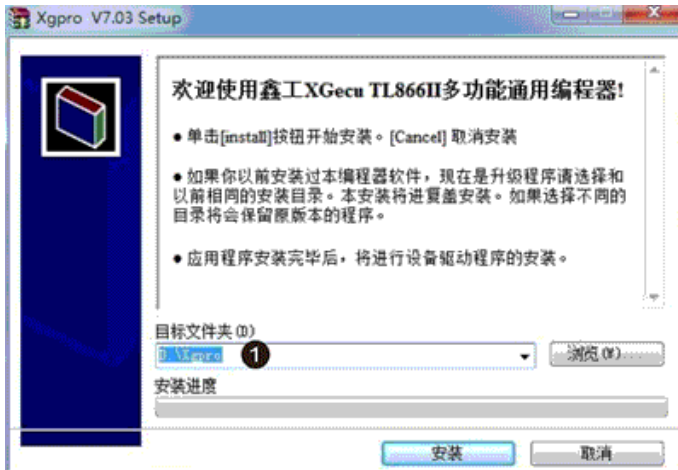 Xgpro V7.03 Setup
欢迎使用鑫工XGecu TL866II多功能通用编程器!
● 单击[install]按钮开始安装。[Cancel] 取消安装
● 如果你以前安装过本编程器软件，现在是升级程序请选择和
以前相同的安装目录。本安装将进复盖安装。如果选择不同的
目录将会保留原版本的程序。
● 应用程序安装完毕后，将进行设备驱动程序的安装。
目标文件夹(D)
D:\Xgpro 1
浏览(W)...
安装进度
安装 取消